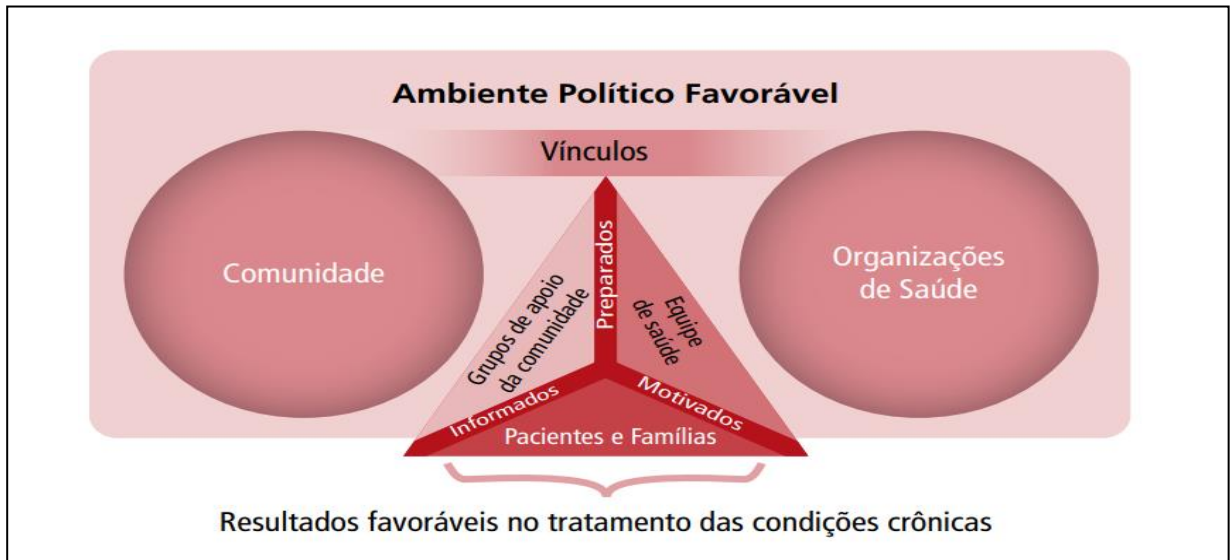 Ambiente Político Favorável
Vínculos
Comunidade
Organizações
de Saúde
Grupos de apoio
da comunidade
Preparados
Equipe
de saúde
Informados
Motivados
Pacientes e Famílias
Resultados favoráveis no tratamento das condições crônicas